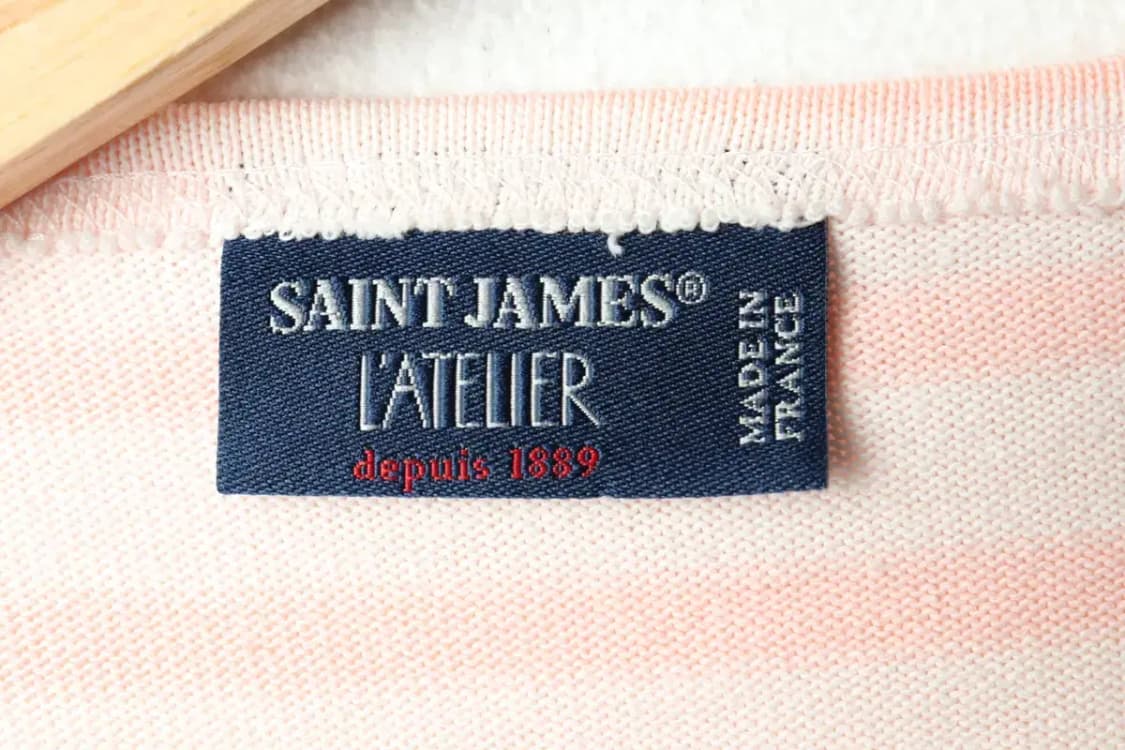 SAINT JAMES®
L'ATELIER
depuis 1889
MADE IN
FRANCE